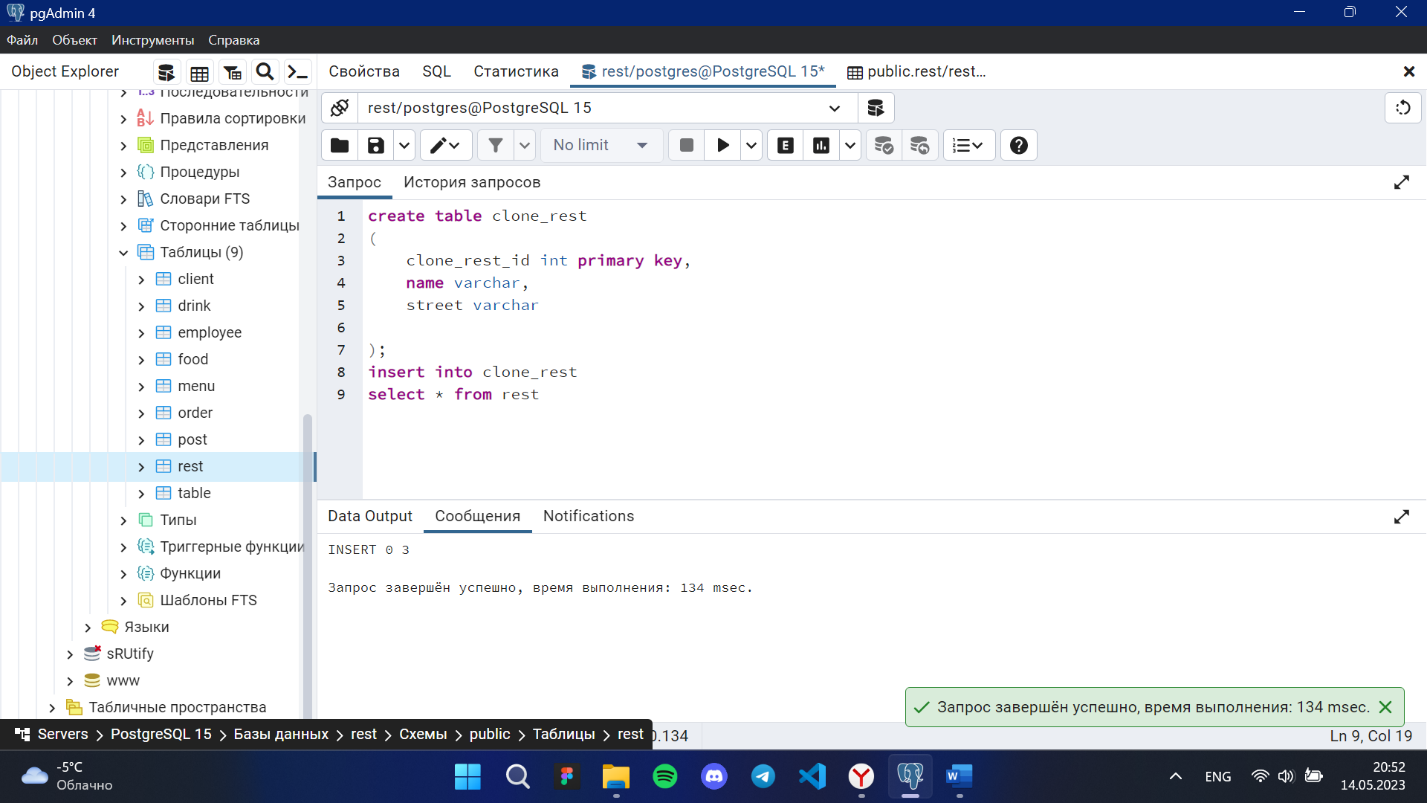 pgAdmin 4
Файл Объект Инструменты Справка
Object Explorer
Свойства SQL Статистика rest/postgres@PostgreSQL 15* public.rest/rest...
rest/postgres@PostgreSQL 15
No limit
Запрос История запросов
1..3 Последовательности
Правила сортировки
Представления
Процедуры
Словари FTS
Сторонние таблицы
Таблицы (9)
client
drink
employee
food
menu
order
post
rest
table
Типы
Триггерные функции
Функции
Шаблоны FTS
Языки
sRUtify
www
Табличные пространства
1 create table clone_rest
2 (
3 clone_rest_id int primary key,
4 name varchar,
5 street varchar
6
7 );
8 insert into clone_rest
9 select * from rest
Data Output Сообщения Notifications
INSERT 0 3
Запрос завершён успешно, время выполнения: 134 msec.
Запрос завершён успешно, время выполнения: 134 msec.
Servers > PostgreSQL 15 > Базы данных > rest > Схемы > public > Таблицы > rest
0.134
Ln 9, Col 19
-5°C
Облачно
ENG
20:52
14.05.2023